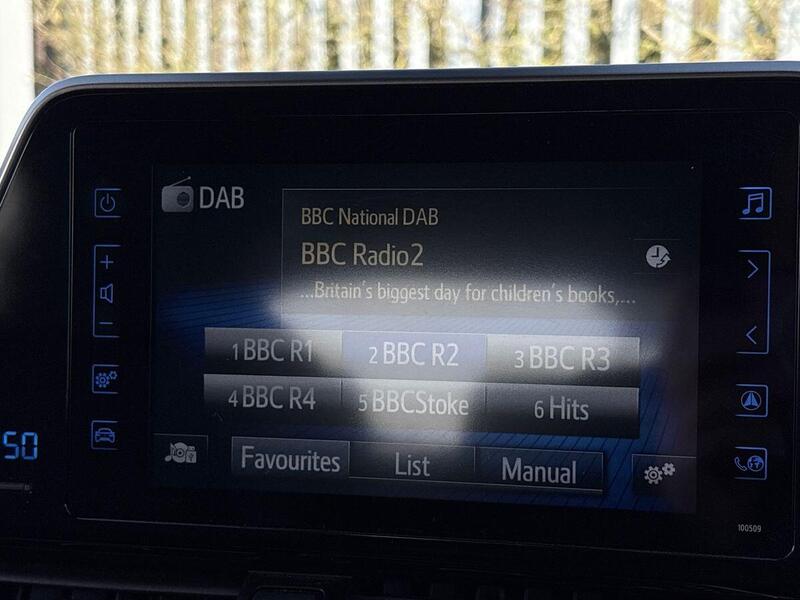 DAB
BBC National DAB
BBC Radio2
...Britain's biggest day for children's books,...
1 BBC R1
2 BBC R2
3 BBC R3
4 BBC R4
5 BBCStoke
6 Hits
Favourites
List
Manual
50
100509